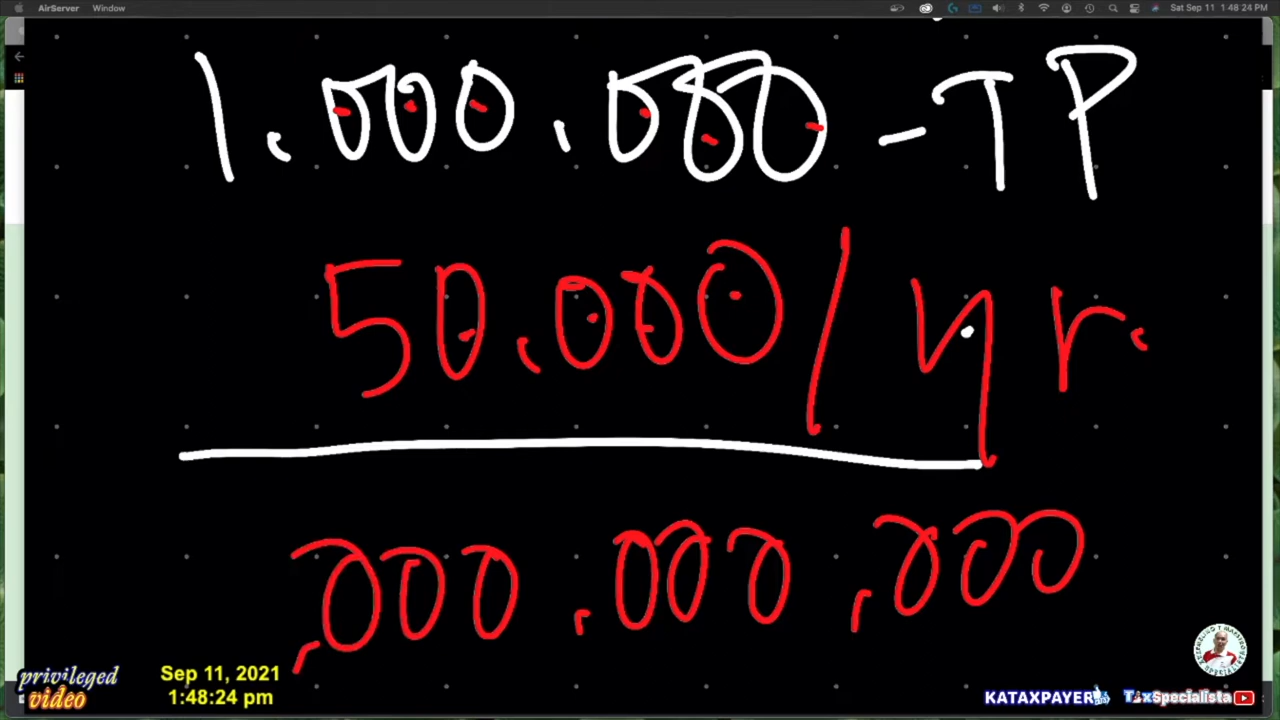 AirServer Window Sat Sep 11 1:48:24 PM
1.000.000 - TP
50.000/yr.
,000,000,000
privileged video
Sep 11, 2021
1:48:24 pm
KATAXPAYER TaxSpecialista